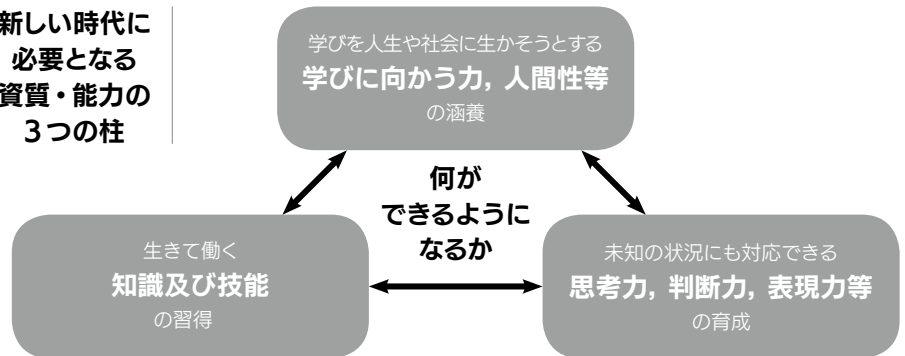 新しい時代に
必要となる
資質・能力の
3つの柱
学びを人生や社会に生かそうとする
学びに向かう力, 人間性等
の涵養
何が
できるように
なるか
生きて働く
知識及び技能
の習得
未知の状況にも対応できる
思考力, 判断力, 表現力等
の育成